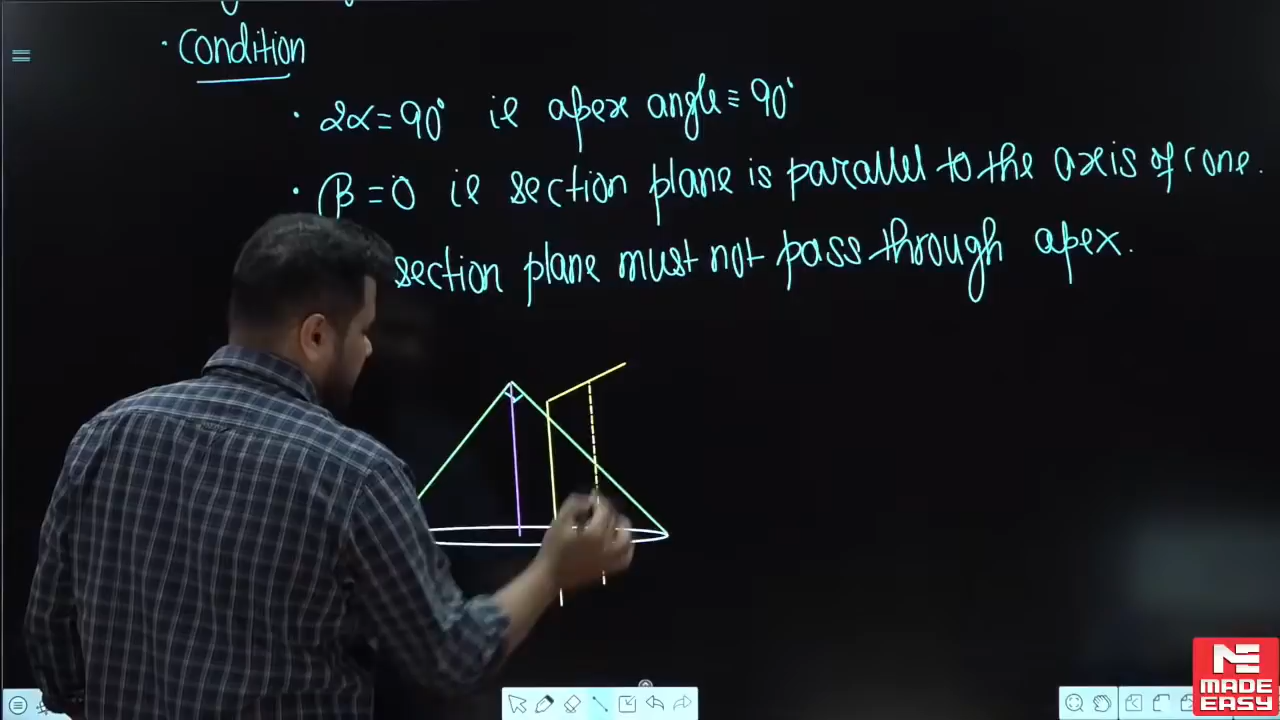 · Condition
· 2α = 90° ie apex angle = 90°
· β = 0 ie section plane is parallel to the axis of cone.
section plane must not pass through apex.
MADE
EASY